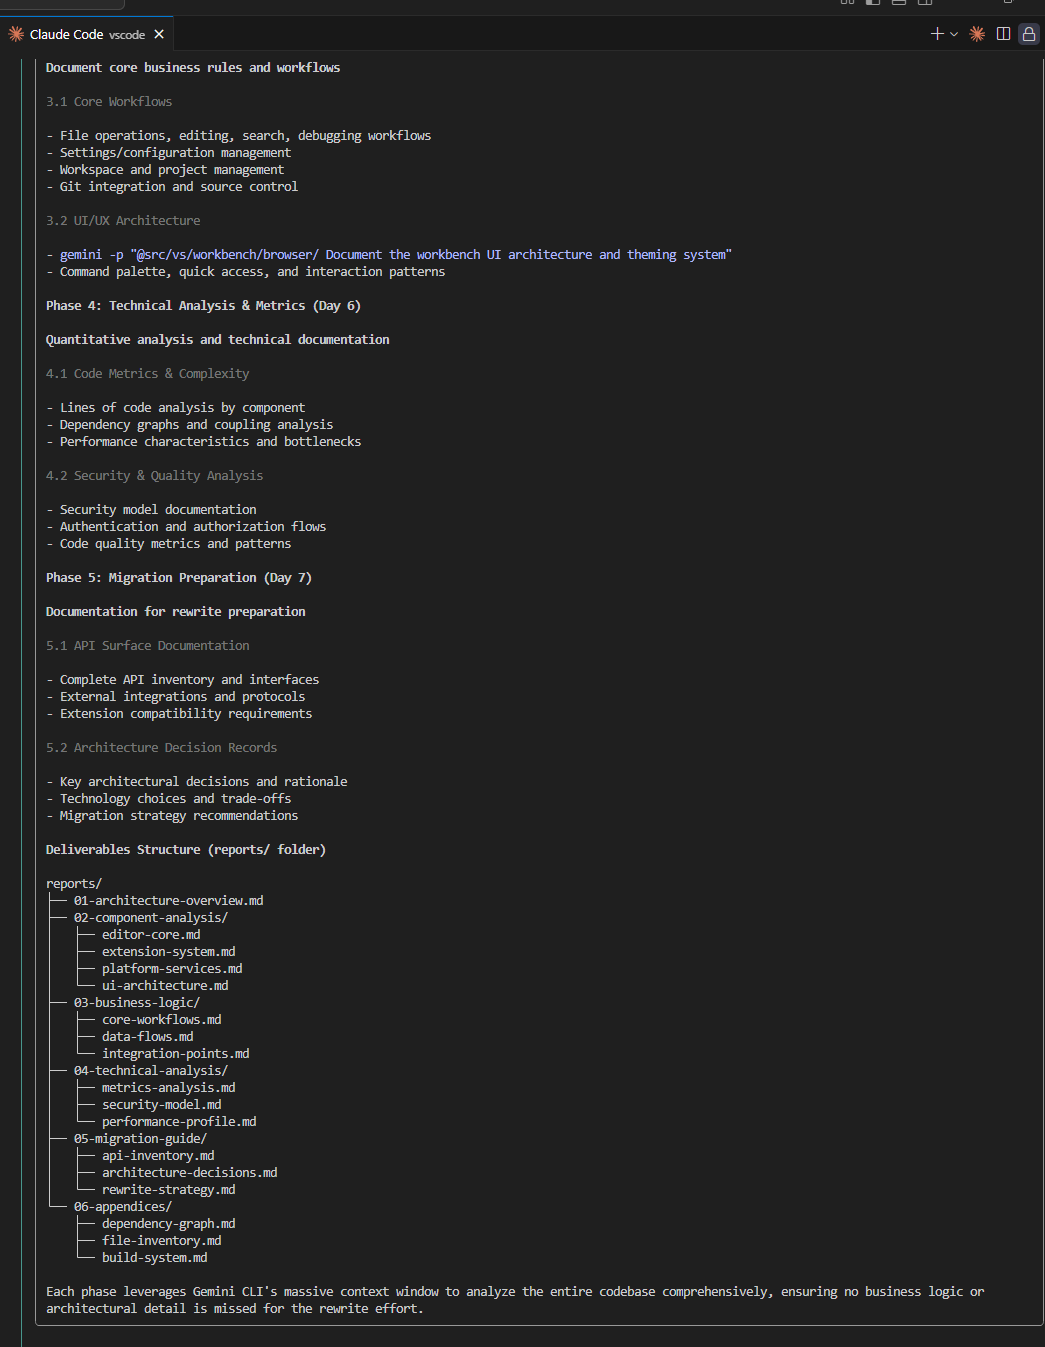 Claude Code vscode
Document core business rules and workflows
3.1 Core Workflows
- File operations, editing, search, debugging workflows
- Settings/configuration management
- Workspace and project management
- Git integration and source control
3.2 UI/UX Architecture
- gemini -p "@src/vs/workbench/browser/ Document the workbench UI architecture and theming system"
- Command palette, quick access, and interaction patterns
Phase 4: Technical Analysis & Metrics (Day 6)
Quantitative analysis and technical documentation
4.1 Code Metrics & Complexity
- Lines of code analysis by component
- Dependency graphs and coupling analysis
- Performance characteristics and bottlenecks
4.2 Security & Quality Analysis
- Security model documentation
- Authentication and authorization flows
- Code quality metrics and patterns
Phase 5: Migration Preparation (Day 7)
Documentation for rewrite preparation
5.1 API Surface Documentation
- Complete API inventory and interfaces
- External integrations and protocols
- Extension compatibility requirements
5.2 Architecture Decision Records
- Key architectural decisions and rationale
- Technology choices and trade-offs
- Migration strategy recommendations
Deliverables Structure (reports/ folder)
reports/
├── 01-architecture-overview.md
├── 02-component-analysis/
│   ├── editor-core.md
│   ├── extension-system.md
│   ├── platform-services.md
│   └── ui-architecture.md
├── 03-business-logic/
│   ├── core-workflows.md
│   ├── data-flows.md
│   └── integration-points.md
├── 04-technical-analysis/
│   ├── metrics-analysis.md
│   ├── security-model.md
│   └── performance-profile.md
├── 05-migration-guide/
│   ├── api-inventory.md
│   ├── architecture-decisions.md
│   └── rewrite-strategy.md
└── 06-appendices/
    ├── dependency-graph.md
    ├── file-inventory.md
    └── build-system.md
Each phase leverages Gemini CLI's massive context window to analyze the entire codebase comprehensively, ensuring no business logic or
architectural detail is missed for the rewrite effort.